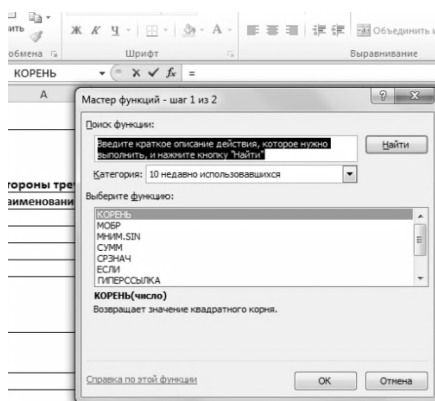 ить
Ж К Ч
А
Объединить и
обмена
Шрифт
Выравнивание
КОРЕНЬ
fx =
A
Мастер функций - шаг 1 из 2
Поиск функции:
Введите краткое описание действия, которое нужно
выполнить, и нажмите кнопку "Найти"
Найти
Категория: 10 недавно использовавшихся
Выберите функцию:
КОРЕНЬ
МОБР
МНИМ.SIN
СУММ
СРЗНАЧ
ЕСЛИ
ГИПЕРССЫЛКА
КОРЕНЬ(число)
Возвращает значение квадратного корня.
Справка по этой функции
ОК
Отмена
тороны тре
аименовани